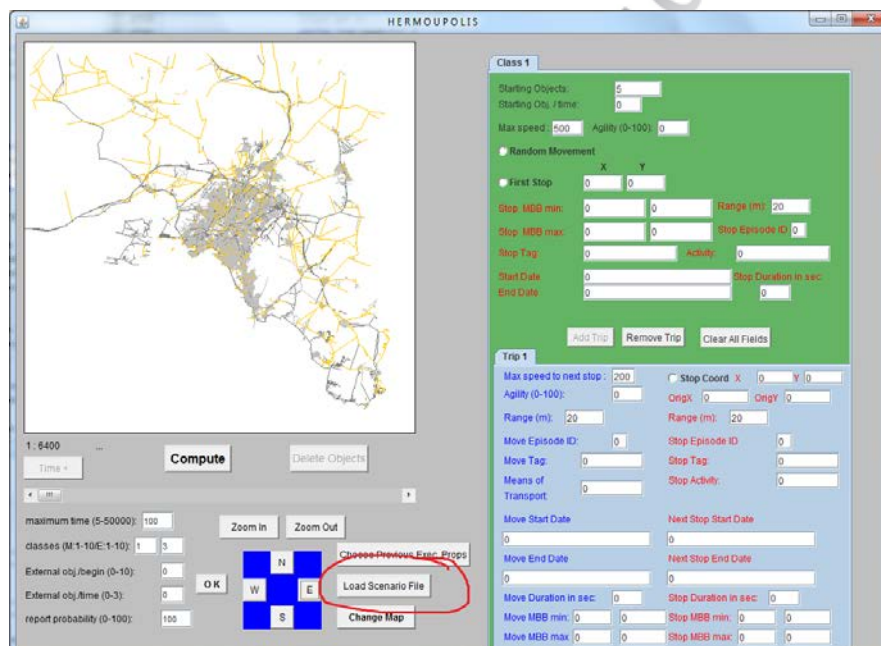 HERMOUPOLIS
Class 1
Starting Objects: 5
Starting Obj. / time: 0
Max speed : 500 Agility (0-100): 0
Random Movement
X Y
First Stop 0 0
Stop MBB min: 0 0 Range (m): 20
Stop MBB max: 0 0 Stop Episode ID 0
Stop Tag: 0 Activity: 0
Start Date 0 Stop Duration in sec:
End Date 0 0
Add Trip Remove Trip Clear All Fields
Trip 1
Max speed to next stop : 200 Stop Coord X 0 Y 0
Agility (0-100): 0 OrigX 0 OrigY 0
Range (m): 20 Range (m): 20
Move Episode ID: 0 Stop Episode ID 0
Move Tag: 0 Stop Tag: 0
Means of Transport: 0 Stop Activity: 0
Move Start Date Next Stop Start Date
0 0
Move End Date Next Stop End Date
0 0
Move Duration in sec: 0 Stop Duration in sec: 0
Move MBB min: 0 0 Stop MBB min: 0 0
Move MBB max 0 0 Stop MBB max: 0 0
1 : 6400 ...
Time + Compute Delete Objects
maximum time (5-50000): 100 Zoom In Zoom Out
classes (M:1-10/E:1-10): 1 3
Choose Previous Exec. Props
External obj./begin (0-10): 0 OK N
W E Load Scenario File
External obj./time (0-3): 0
report probability (0-100): 100 S Change Map